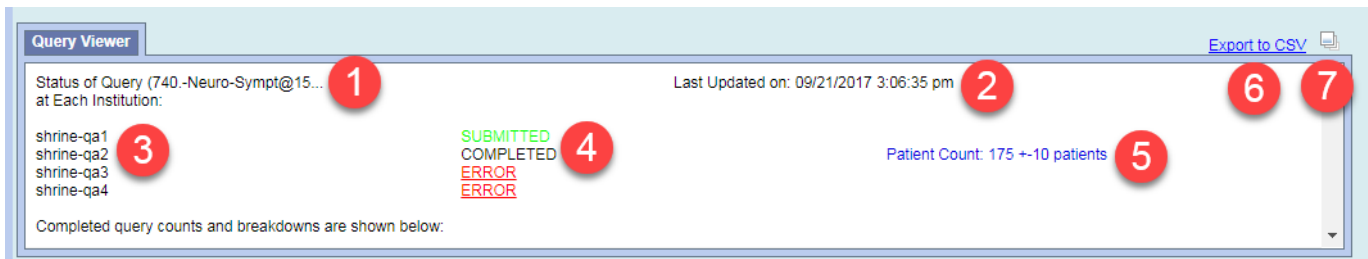 Query Viewer
Export to CSV
6
7
Status of Query (740.-Neuro-Sympt@15...
1
Last Updated on: 09/21/2017 3:06:35 pm
2
at Each Institution:
shrine-qa1
SUBMITTED
shrine-qa2
3
COMPLETED
4
Patient Count: 175 +-10 patients
5
shrine-qa3
ERROR
shrine-qa4
ERROR
Completed query counts and breakdowns are shown below: